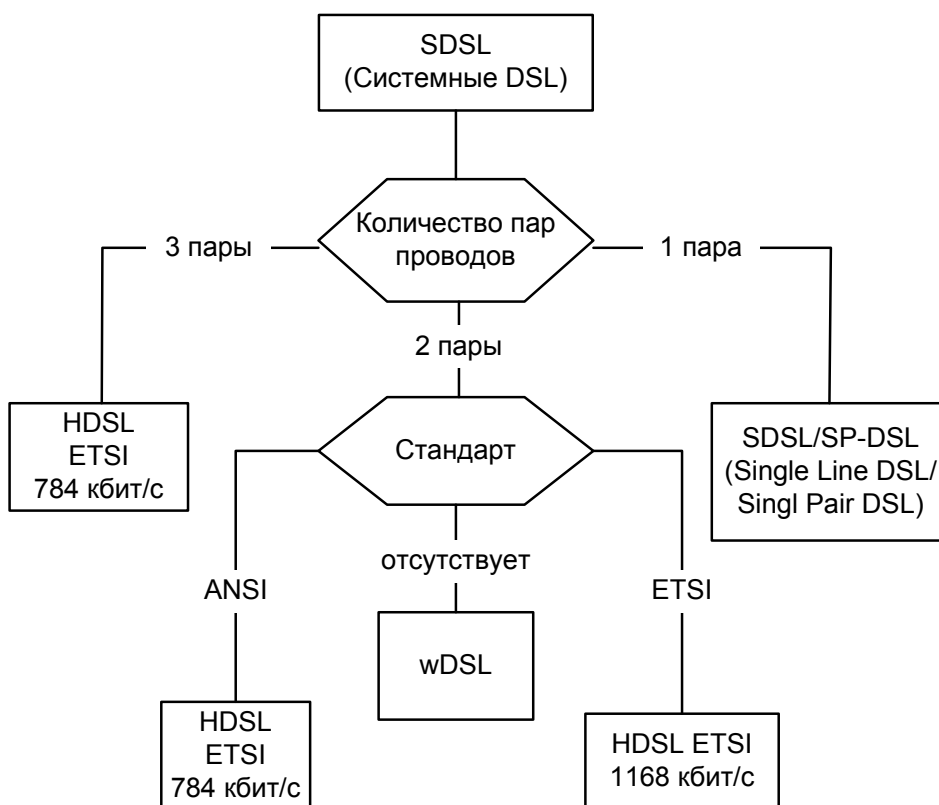 SDSL
(Системные DSL)
Количество пар
проводов
3 пары
1 пара
2 пары
HDSL
ETSI
784 кбит/с
Стандарт
SDSL/SP-DSL
(Single Line DSL/
Singl Pair DSL)
отсутствует
ANSI
ETSI
wDSL
HDSL
ETSI
784 кбит/с
HDSL ETSI
1168 кбит/с